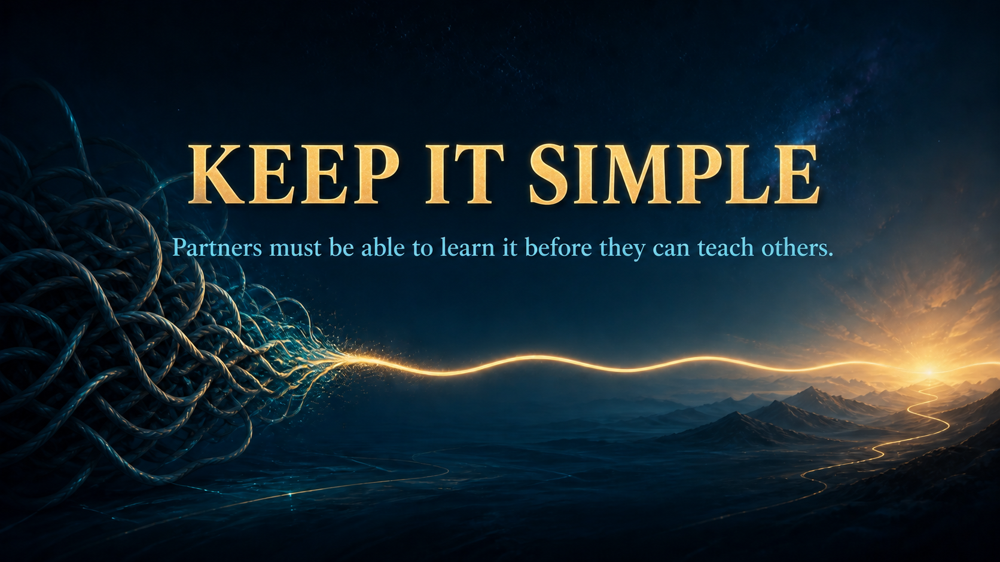 KEEP IT SIMPLE
Partners must be able to learn it before they can teach others.